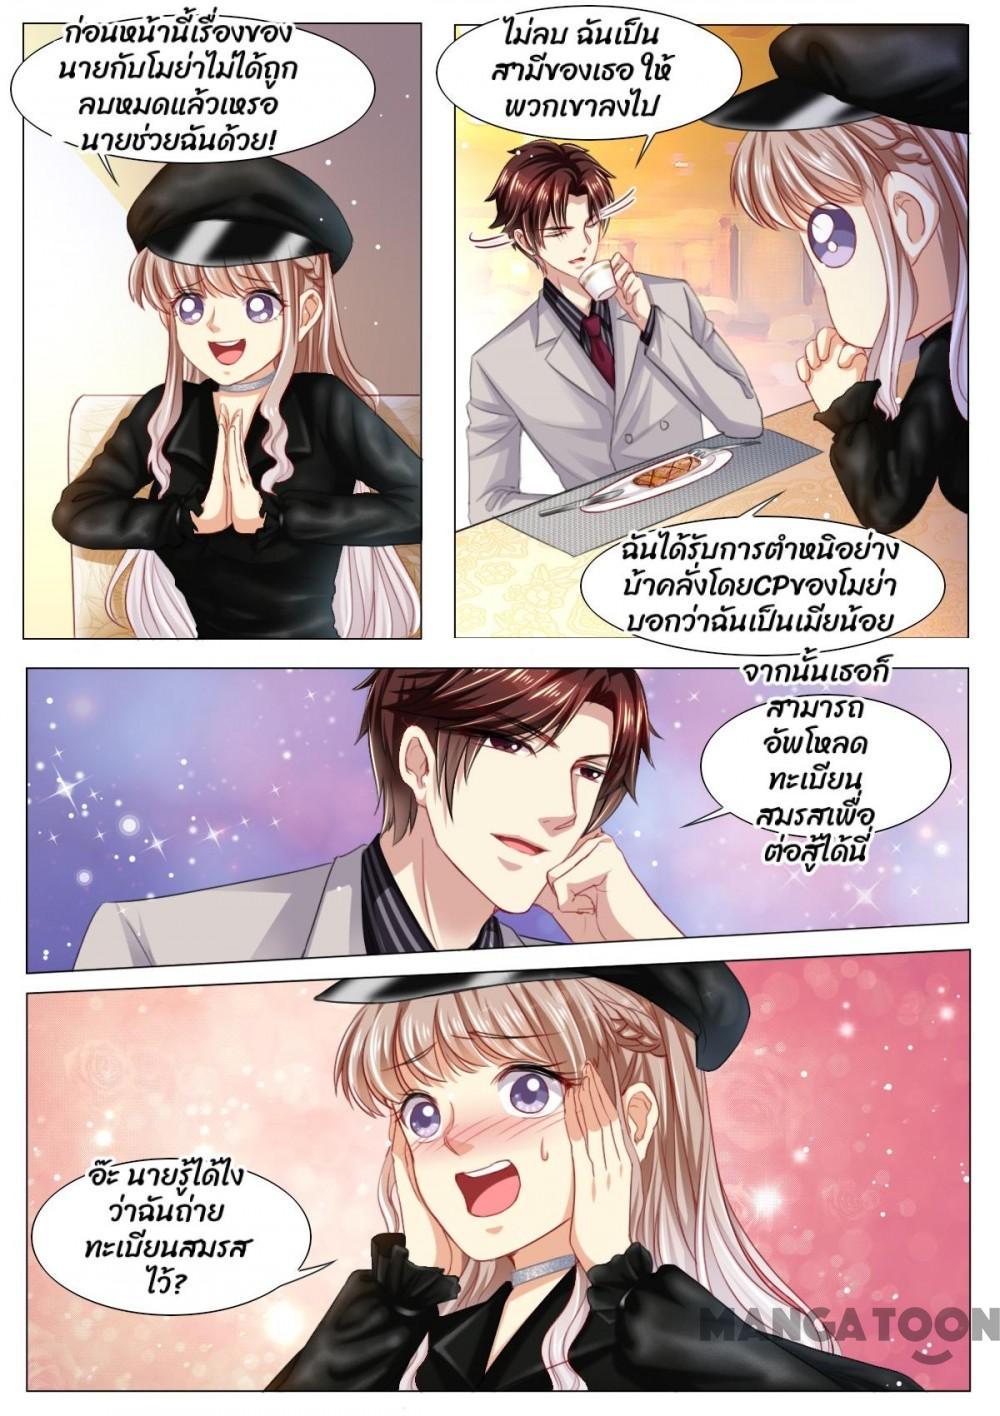 ก่อนหน้านี้เรื่องของ
นายกับโมย่าไม่ได้ถูก
ลบหมดแล้วเหรอ
นายช่วยฉันด้วย!
ไม่ลบ ฉันเป็น
สามีของเธอ ให้
พวกเขาลงไป
ฉันได้รับการตำหนิอย่าง
บ้าคลั่งโดยCPของโมย่า
บอกว่าฉันเป็นเมียน้อย
จากนั้นเธอก็
สามารถ
อัพโหลด
ทะเบียน
สมรสเพื่อ
ต่อสู้ได้นี่
อ๊ะ นายรู้ได้ไง
ว่าฉันถ่าย
ทะเบียนสมรส
ไว้?
MANGATOON